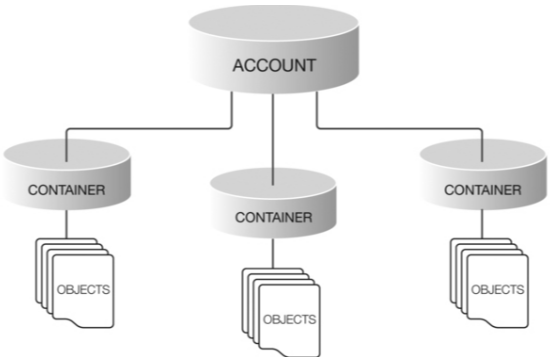 ACCOUNT
CONTAINER
CONTAINER
CONTAINER
OBJECTS
OBJECTS
OBJECTS